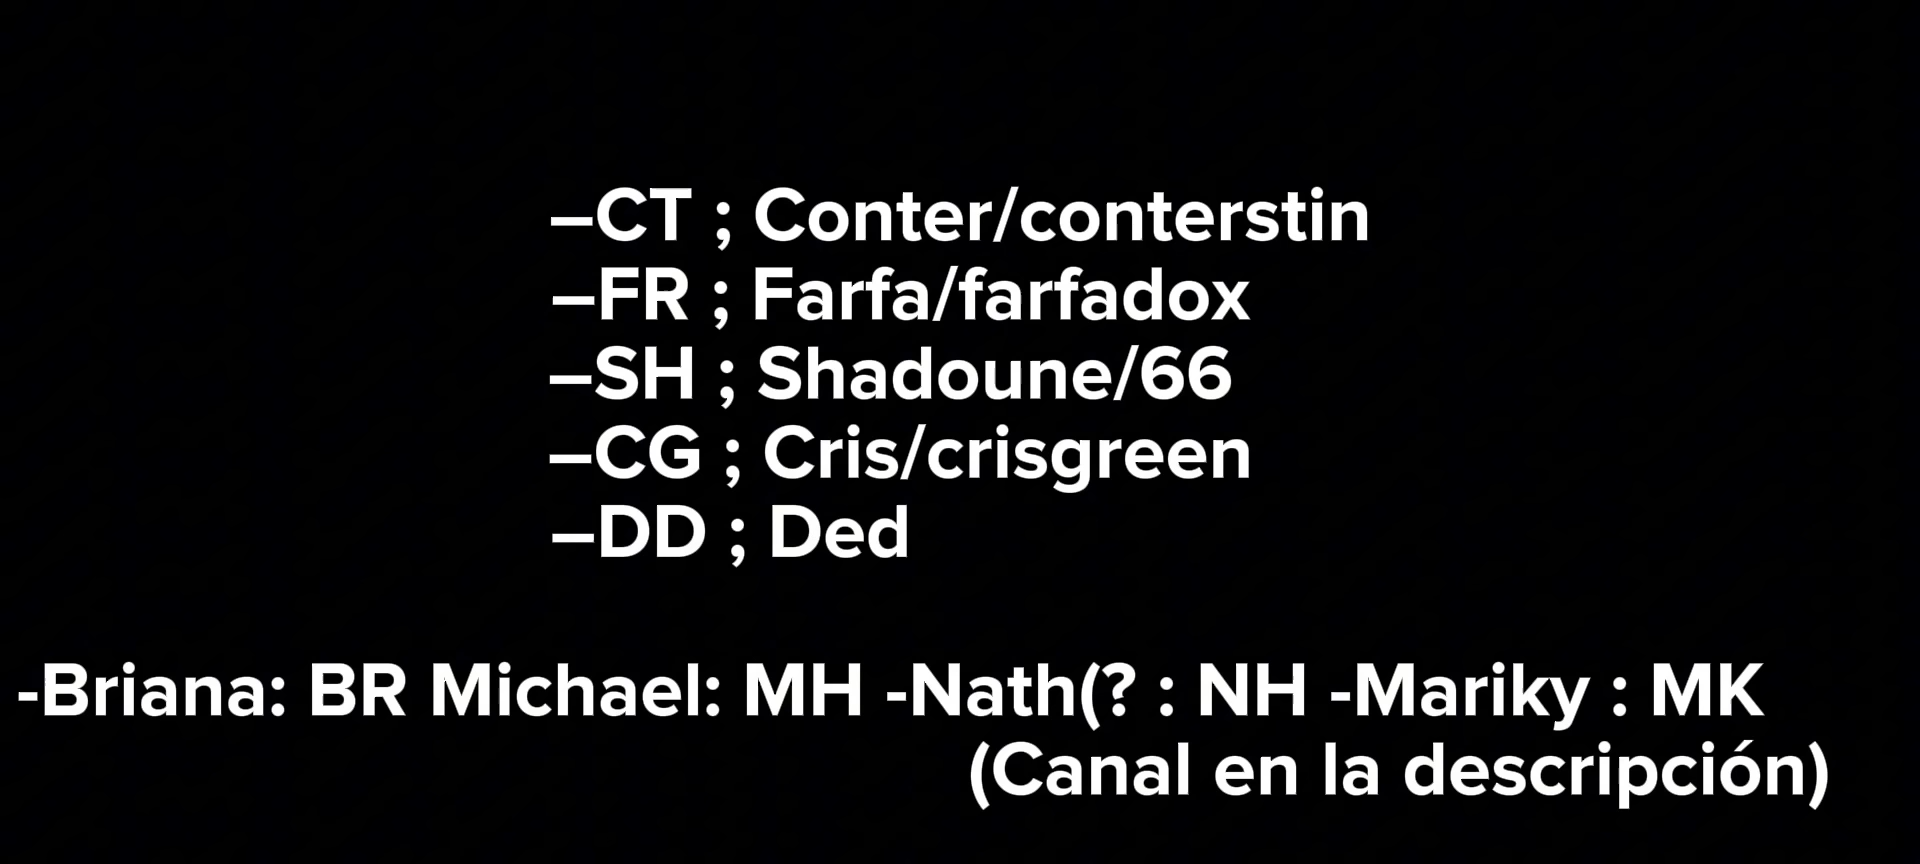 –CT ; Conter/conterstin
–FR ; Farfa/farfadox
–SH ; Shadoune/66
–CG ; Cris/crisgreen
–DD ; Ded
-Briana: BR Michael: MH -Nath(? : NH -Mariky : MK
(Canal en la descripción)